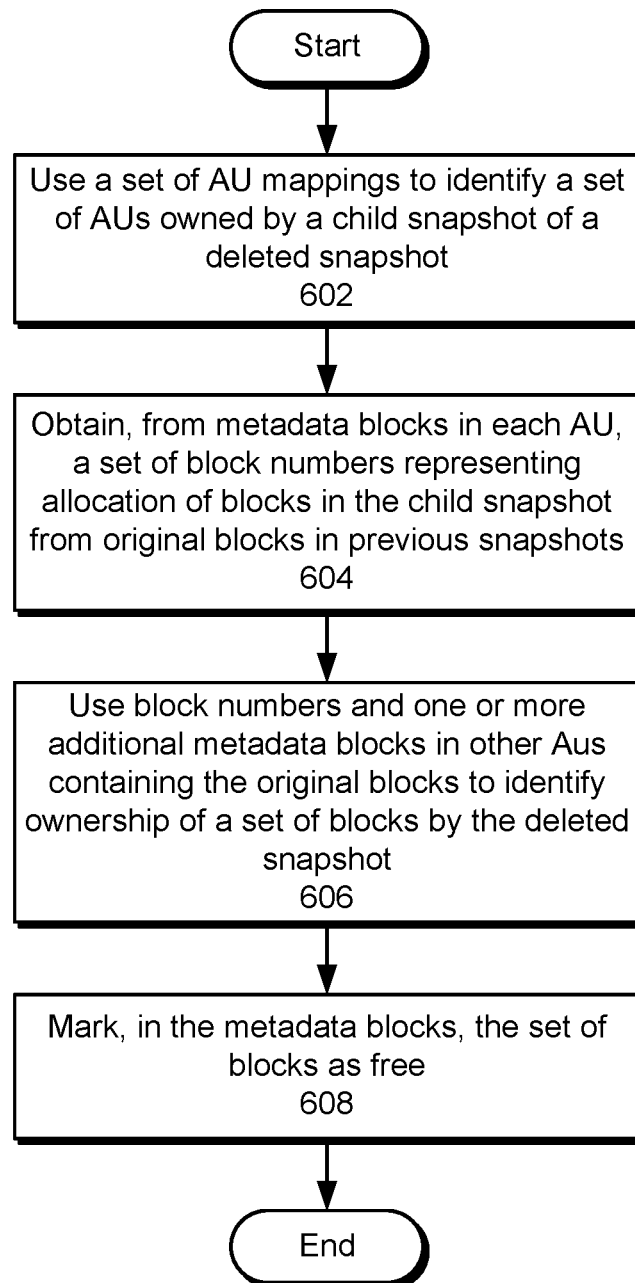 Start
Use a set of AU mappings to identify a set
of AUs owned by a child snapshot of a
deleted snapshot
602
Obtain, from metadata blocks in each AU,
a set of block numbers representing
allocation of blocks in the child snapshot
from original blocks in previous snapshots
604
Use block numbers and one or more
additional metadata blocks in other Aus
containing the original blocks to identify
ownership of a set of blocks by the deleted
snapshot
606
Mark, in the metadata blocks, the set of
blocks as free
608
End